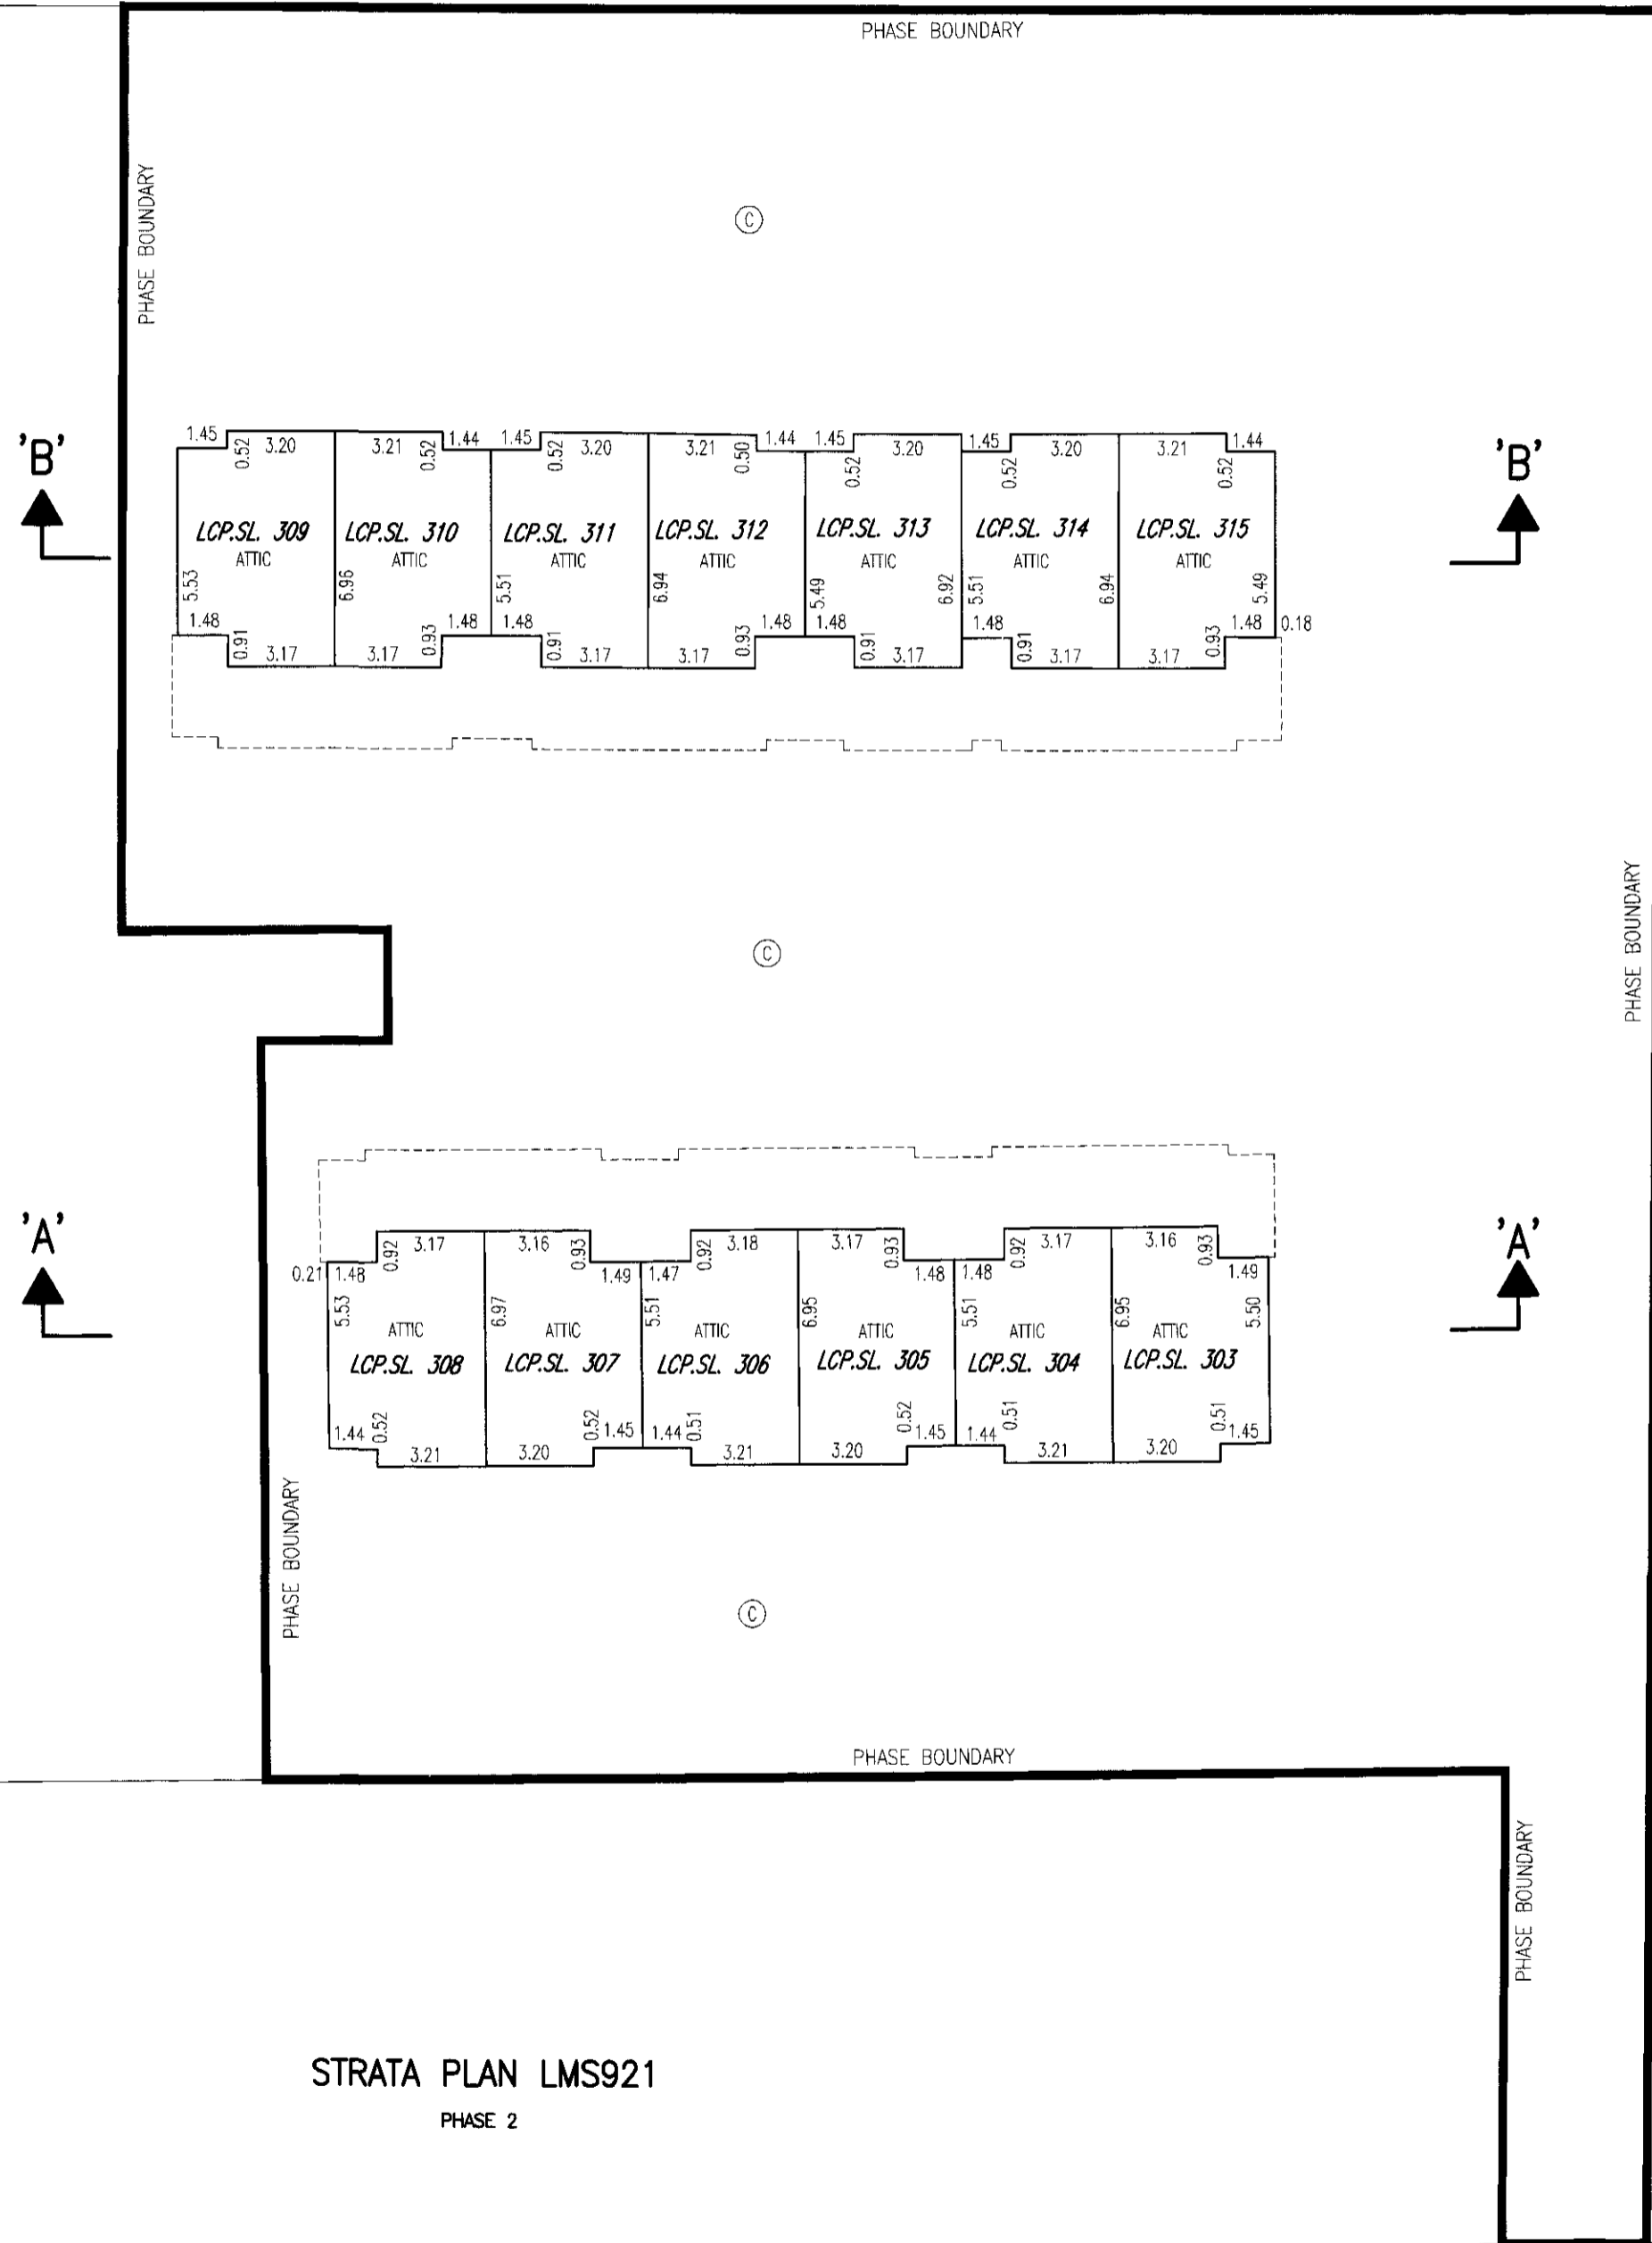 PHASE BOUNDARY
PHASE BOUNDARY
Ⓒ
'B'
'B'
1.45 0.52 3.20 3.21 0.52 1.44 1.45 0.52 3.20 3.21 0.50 1.44 1.45 0.52 3.20 1.45 0.52 3.20 3.21 0.52 1.44
LCP.SL. 309 LCP.SL. 310 LCP.SL. 311 LCP.SL. 312 LCP.SL. 313 LCP.SL. 314 LCP.SL. 315
ATTIC ATTIC ATTIC ATTIC ATTIC ATTIC ATTIC
5.53 6.96 5.51 6.94 5.49 6.92 5.51 6.94 5.49
1.48 0.91 3.17 3.17 0.93 1.48 1.48 0.91 3.17 3.17 0.93 1.48 1.48 0.91 3.17 1.48 0.91 3.17 3.17 0.93 1.48 0.18
PHASE BOUNDARY
Ⓒ
'A'
'A'
0.21 1.48 0.92 3.17 3.16 0.93 1.49 1.47 0.92 3.18 3.17 0.93 1.48 1.48 0.92 3.17 3.16 0.93 1.49
5.53 6.97 5.51 6.95 5.51 6.95 5.50
ATTIC ATTIC ATTIC ATTIC ATTIC ATTIC
LCP.SL. 308 LCP.SL. 307 LCP.SL. 306 LCP.SL. 305 LCP.SL. 304 LCP.SL. 303
1.44 0.52 3.21 3.20 0.52 1.45 1.44 0.51 3.21 3.20 0.52 1.45 1.44 0.51 3.21 3.20 0.51 1.45
PHASE BOUNDARY
Ⓒ
PHASE BOUNDARY
PHASE BOUNDARY
STRATA PLAN LMS921
PHASE 2